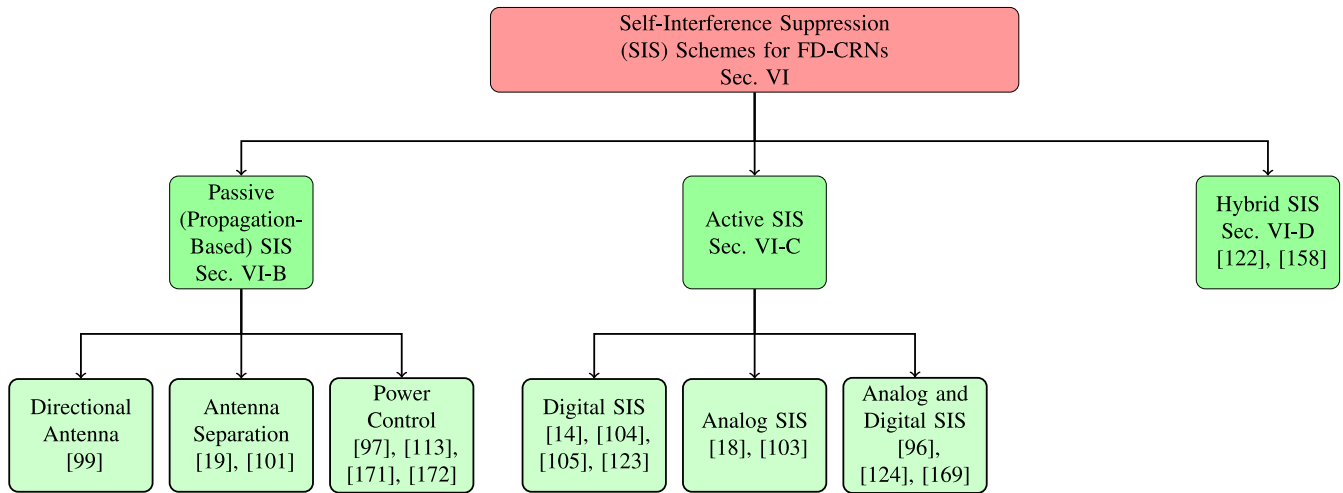 Self-Interference Suppression
(SIS) Schemes for FD-CRNs
Sec. VI
Passive
(Propagation-
Based) SIS
Sec. VI-B
Active SIS
Sec. VI-C
Hybrid SIS
Sec. VI-D
[122], [158]
Directional
Antenna
[99]
Antenna
Separation
[19], [101]
Power
Control
[97], [113],
[171], [172]
Digital SIS
[14], [104],
[105], [123]
Analog SIS
[18], [103]
Analog and
Digital SIS
[96],
[124], [169]